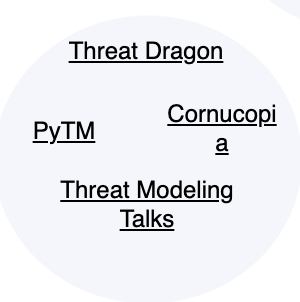 Threat Dragon
PyTM
Cornucopi
a
Threat Modeling
Talks